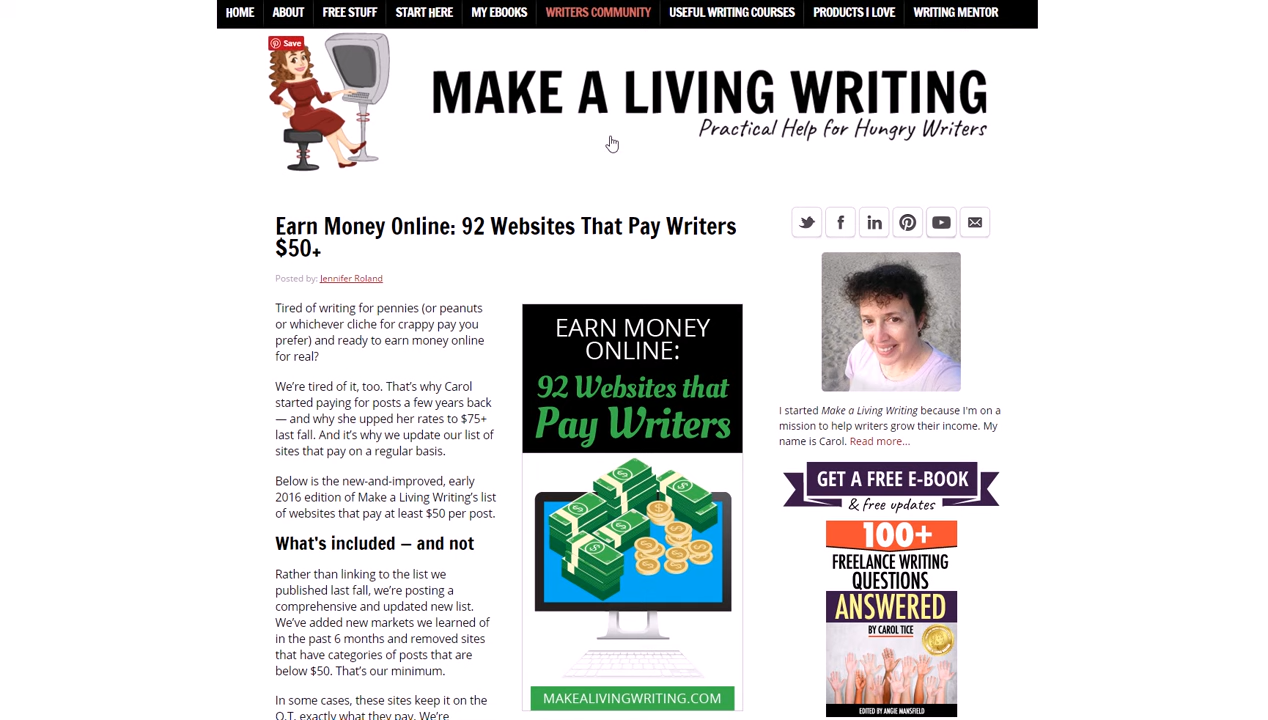 HOME ABOUT FREE STUFF START HERE MY EBOOKS WRITERS COMMUNITY USEFUL WRITING COURSES PRODUCTS I LOVE WRITING MENTOR
Save
MAKE A LIVING WRITING
Practical Help for Hungry Writers
Earn Money Online: 92 Websites That Pay Writers
$50+
Posted by: Jennifer Roland
Tired of writing for pennies (or peanuts
or whichever cliche for crappy pay you
prefer) and ready to earn money online
for real?
We're tired of it, too. That's why Carol
started paying for posts a few years back
— and why she upped her rates to $75+
last fall. And it's why we update our list of
sites that pay on a regular basis.
Below is the new-and-improved, early
2016 edition of Make a Living Writing's list
of websites that pay at least $50 per post.
What's included — and not
Rather than linking to the list we
published last fall, we're posting a
comprehensive and updated new list.
We've added new markets we learned of
in the past 6 months and removed sites
that have categories of posts that are
below $50. That's our minimum.
In some cases, these sites keep it on the
Q.T. exactly what they pay. We're
EARN MONEY
ONLINE:
92 Websites that
Pay Writers
MAKEALIVINGWRITING.COM
I started Make a Living Writing because I'm on a
mission to help writers grow their income. My
name is Carol. Read more...
GET A FREE E-BOOK
& free updates
100+
FREELANCE WRITING
QUESTIONS
ANSWERED
BY CAROL TICE
EDITED BY ANGIE MANSFIELD